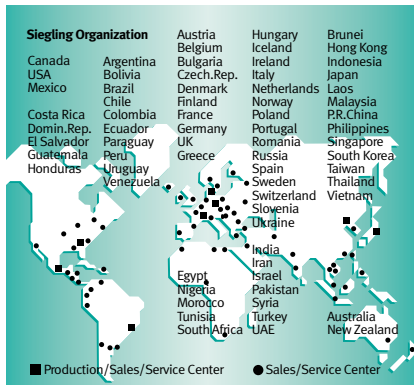 Siegling Organization
Canada
USA
Mexico
Costa Rica
Domin.Rep.
El Salvador
Guatemala
Honduras
Argentina
Bolivia
Brazil
Chile
Colombia
Ecuador
Paraguay
Peru
Uruguay
Venezuela
Austria
Belgium
Bulgaria
Czech.Rep.
Denmark
Finland
France
Germany
UK
Greece
Egypt
Nigeria
Morocco
Tunisia
South Africa
Hungary
Iceland
Ireland
Italy
Netherlands
Norway
Poland
Portugal
Romania
Russia
Spain
Sweden
Switzerland
Slovenia
Ukraine
India
Iran
Israel
Pakistan
Syria
Turkey
UAE
Brunei
Hong Kong
Indonesia
Japan
Laos
Malaysia
P.R.China
Philippines
Singapore
South Korea
Taiwan
Thailand
Vietnam
Australia
New Zealand
Production/Sales/Service Center
Sales/Service Center